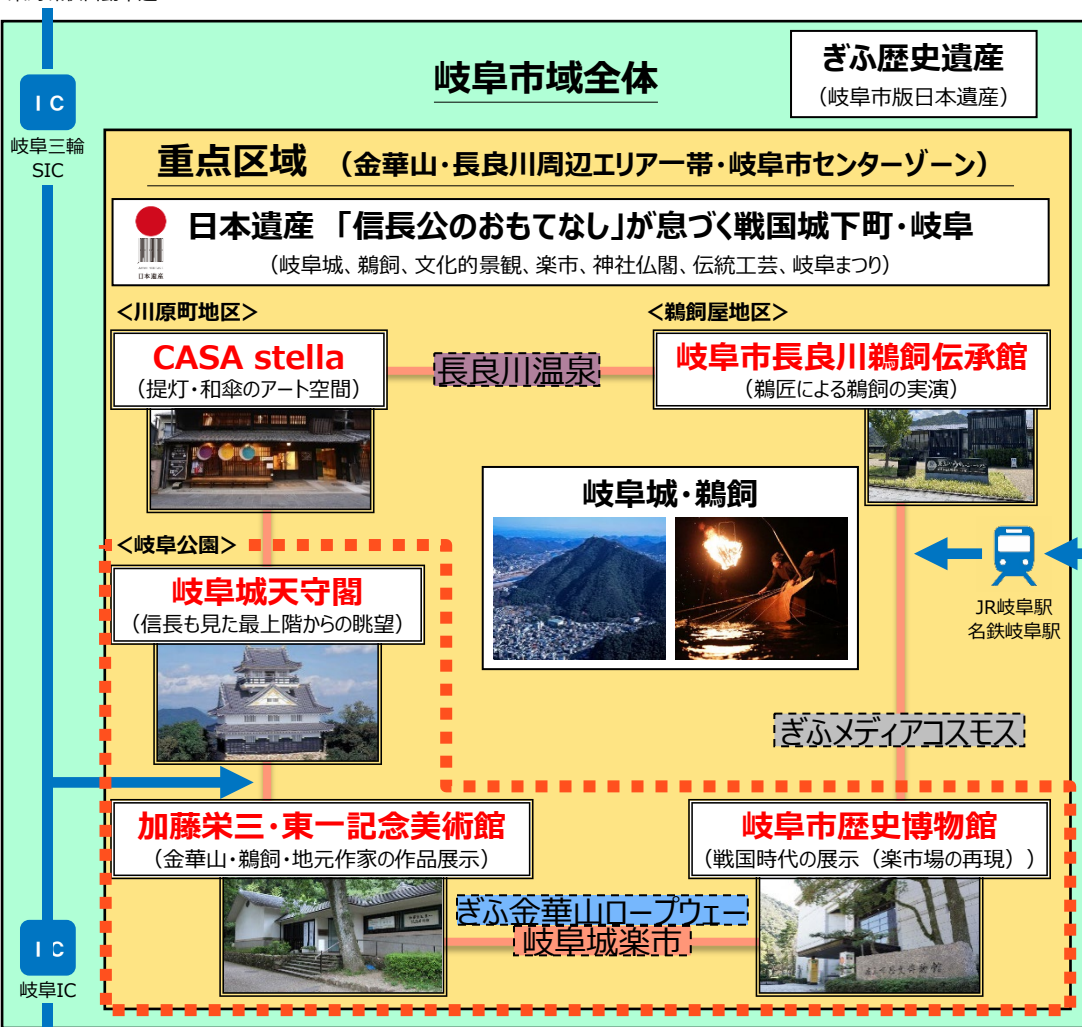 岐阜市域全体
ぎふ歴史遺産
（岐阜市版日本遺産）
IC
岐阜三輪
SIC
重点区域 （金華山・長良川周辺エリア一帯・岐阜市センターゾーン）
日本遺産 「信長公のおもてなし」が息づく戦国城下町・岐阜
（岐阜城、鵜飼、文化的景観、楽市、神社仏閣、伝統工芸、岐阜まつり）
日本遺産
＜川原町地区＞
CASA stella
（提灯・和傘のアート空間）
長良川温泉
＜鵜飼屋地区＞
岐阜市長良川鵜飼伝承館
（鵜匠による鵜飼の実演）
岐阜城・鵜飼
＜岐阜公園＞
岐阜城天守閣
（信長も見た最上階からの眺望）
JR岐阜駅
名鉄岐阜駅
ぎふメディアコスモス
加藤栄三・東一記念美術館
（金華山・鵜飼・地元作家の作品展示）
岐阜市歴史博物館
（戦国時代の展示（楽市場の再現））
ぎふ金華山ロープウェー
岐阜城楽市
IC
岐阜IC